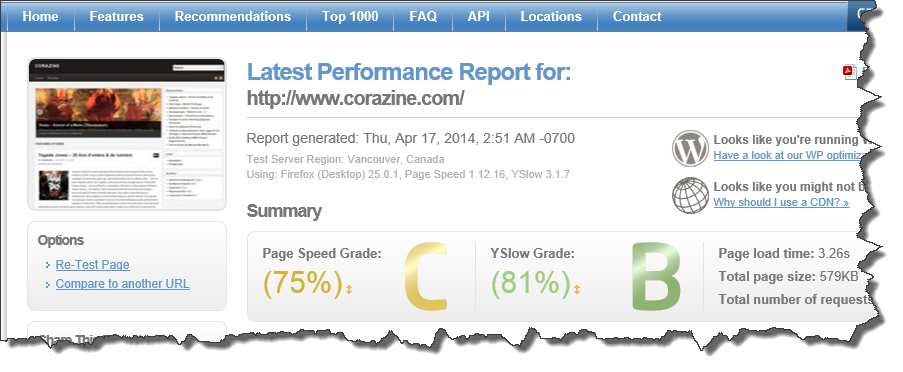 Home Features Recommendations Top 1000 FAQ API Locations Contact
CORAZINE
Latest Performance Report for:
http://www.corazine.com/
Report generated: Thu, Apr 17, 2014, 2:51 AM -0700
Test Server Region: Vancouver, Canada
Using: Firefox (Desktop) 25.0.1, Page Speed 1.12.16, YSlow 3.1.7
Looks like you're running
Have a look at our WP optimiz
Looks like you might not b
Why should I use a CDN? »
Summary
Page Speed Grade:
(75%) C
YSlow Grade:
(81%) B
Page load time: 3.26s
Total page size: 579KB
Total number of requests
Options
Re-Test Page
Compare to another URL
Share Thi